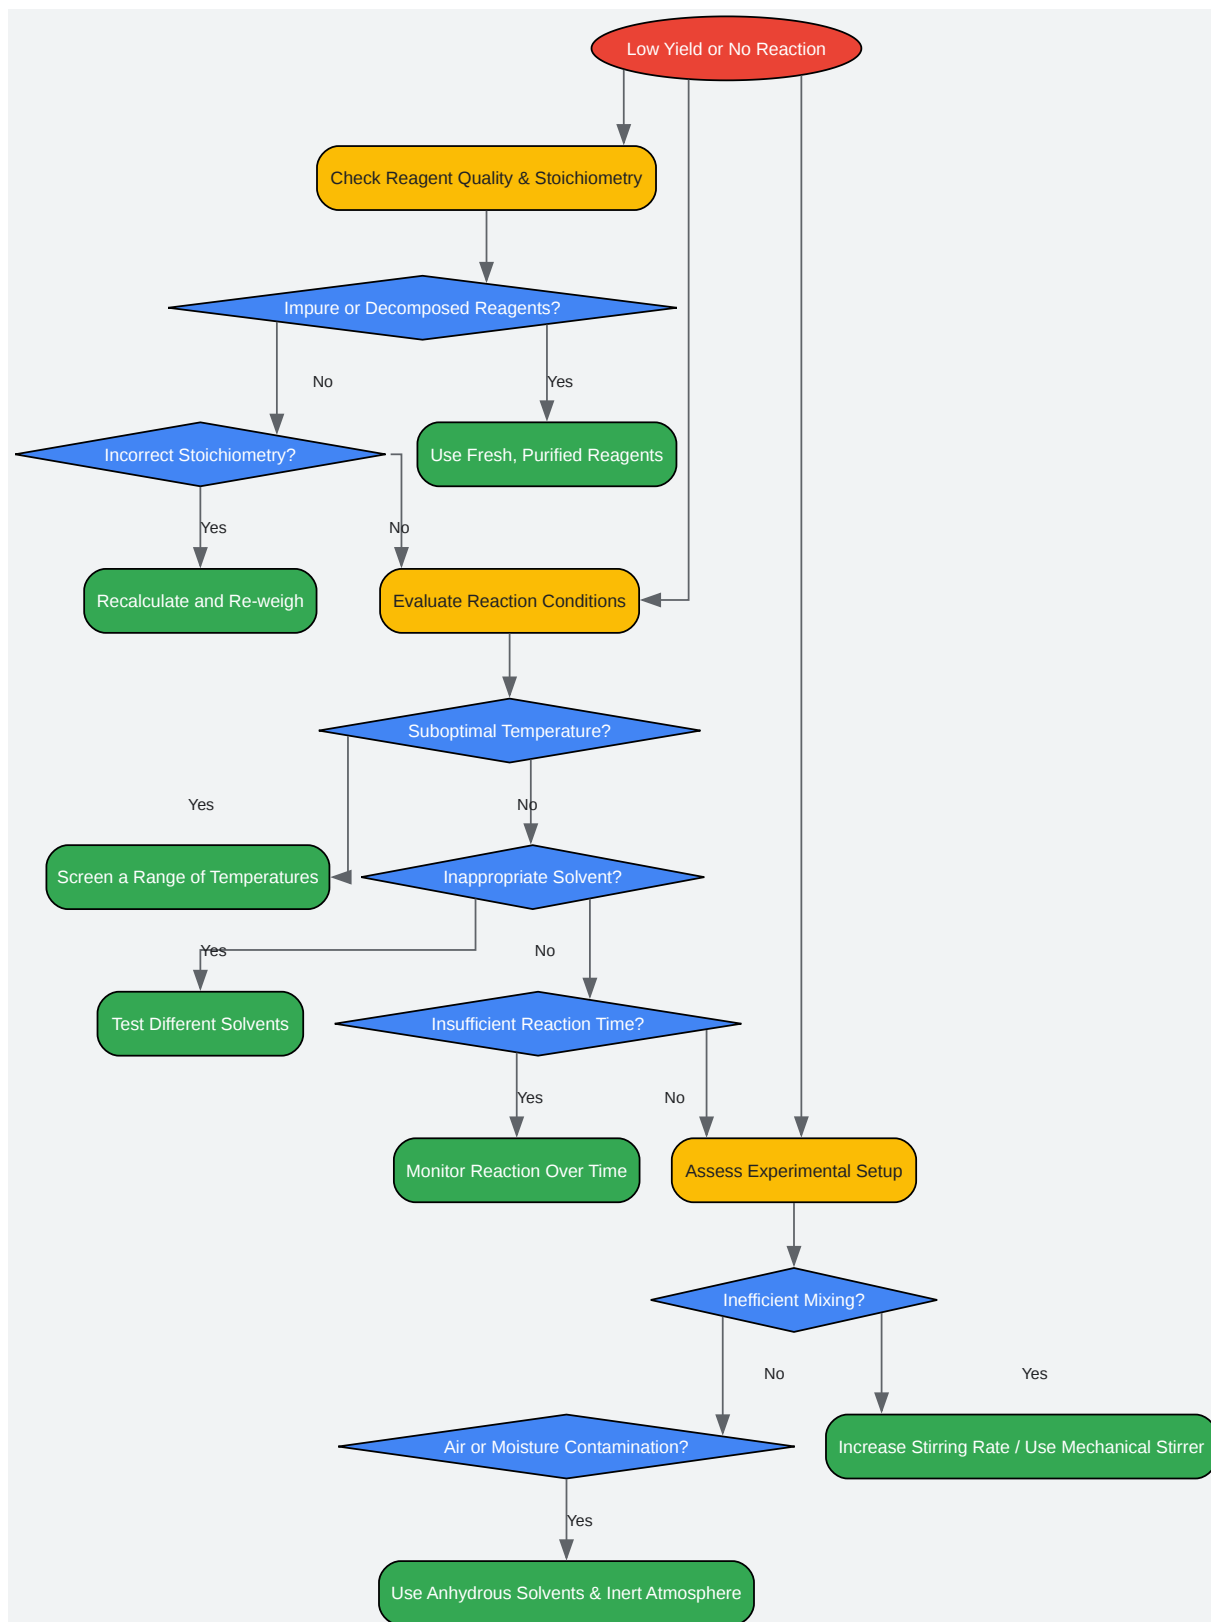 Low Yield or No Reaction
Check Reagent Quality & Stoichiometry
Impure or Decomposed Reagents?
No
Yes
Incorrect Stoichiometry?
Use Fresh, Purified Reagents
Yes
No
Recalculate and Re-weigh
Evaluate Reaction Conditions
Suboptimal Temperature?
Yes
No
Screen a Range of Temperatures
Inappropriate Solvent?
Yes
No
Test Different Solvents
Insufficient Reaction Time?
Yes
No
Monitor Reaction Over Time
Assess Experimental Setup
Inefficient Mixing?
No
Yes
Air or Moisture Contamination?
Increase Stirring Rate / Use Mechanical Stirrer
Yes
Use Anhydrous Solvents & Inert Atmosphere